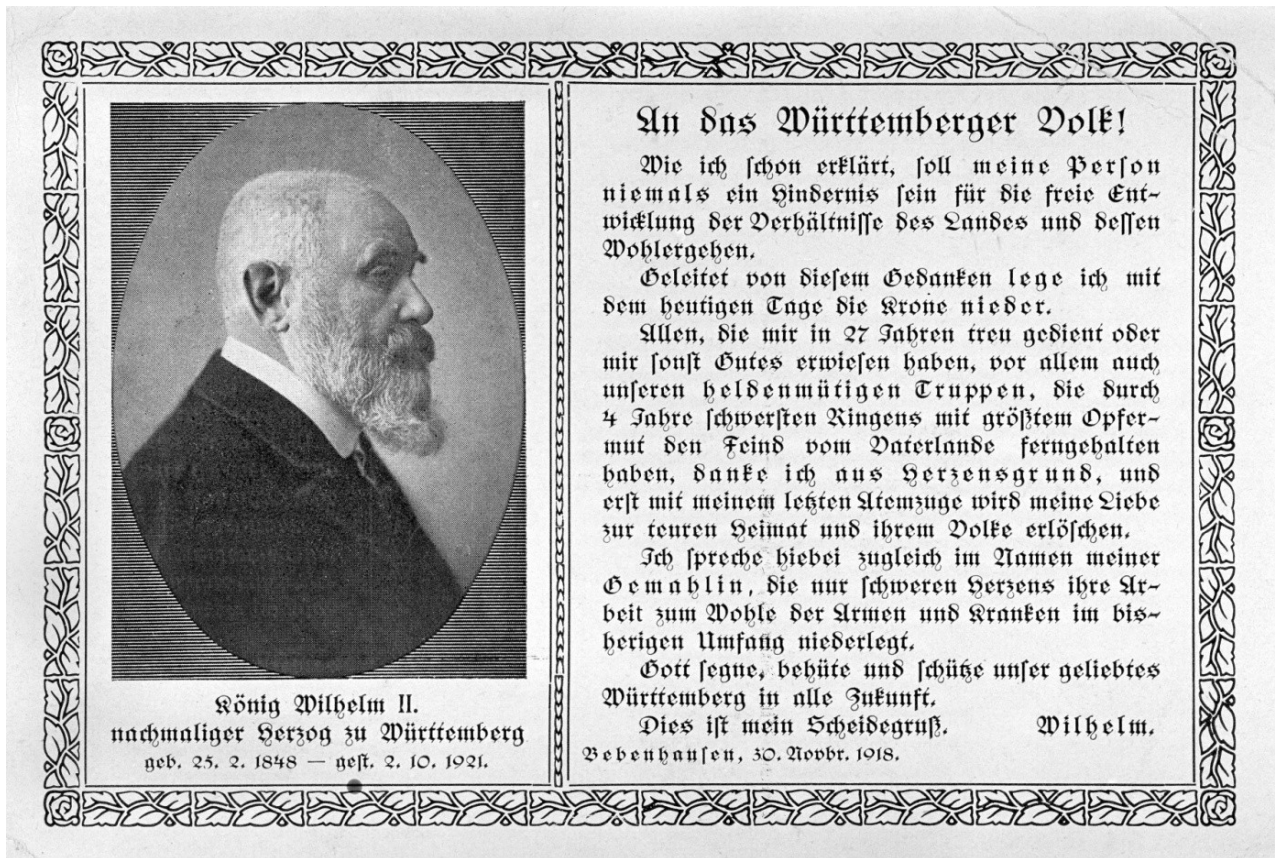 König Wilhelm II.
nachmaliger Herzog zu Württemberg
geb. 25. 2. 1848 — gest. 2. 10. 1921.
An das Württemberger Volk!
Wie ich schon erklärt, soll meine Person
niemals ein Hindernis sein für die freie Ent-
wicklung der Verhältnisse des Landes und dessen
Wohlergehen.
Geleitet von diesem Gedanken lege ich mit
dem heutigen Tage die Krone nieder.
Allen, die mir in 27 Jahren treu gedient oder
mir sonst Gutes erwiesen haben, vor allem auch
unseren heldenmütigen Truppen, die durch
4 Jahre schwersten Ringens mit größtem Opfer-
mut den Feind vom Vaterlande ferngehalten
haben, danke ich aus Herzensgrund, und
erst mit meinem letzten Atemzuge wird meine Liebe
zur teuren Heimat und ihrem Volke erlöschen.
Ich spreche hiebei zugleich im Namen meiner
Gemahlin, die nur schweren Herzens ihre Ar-
beit zum Wohle der Armen und Kranken im bis-
herigen Umfang niederlegt.
Gott segne, behüte und schütze unser geliebtes
Württemberg in alle Zukunft.
Dies ist mein Scheidegruß. Wilhelm.
Bebenhausen, 30. Novbr. 1918.